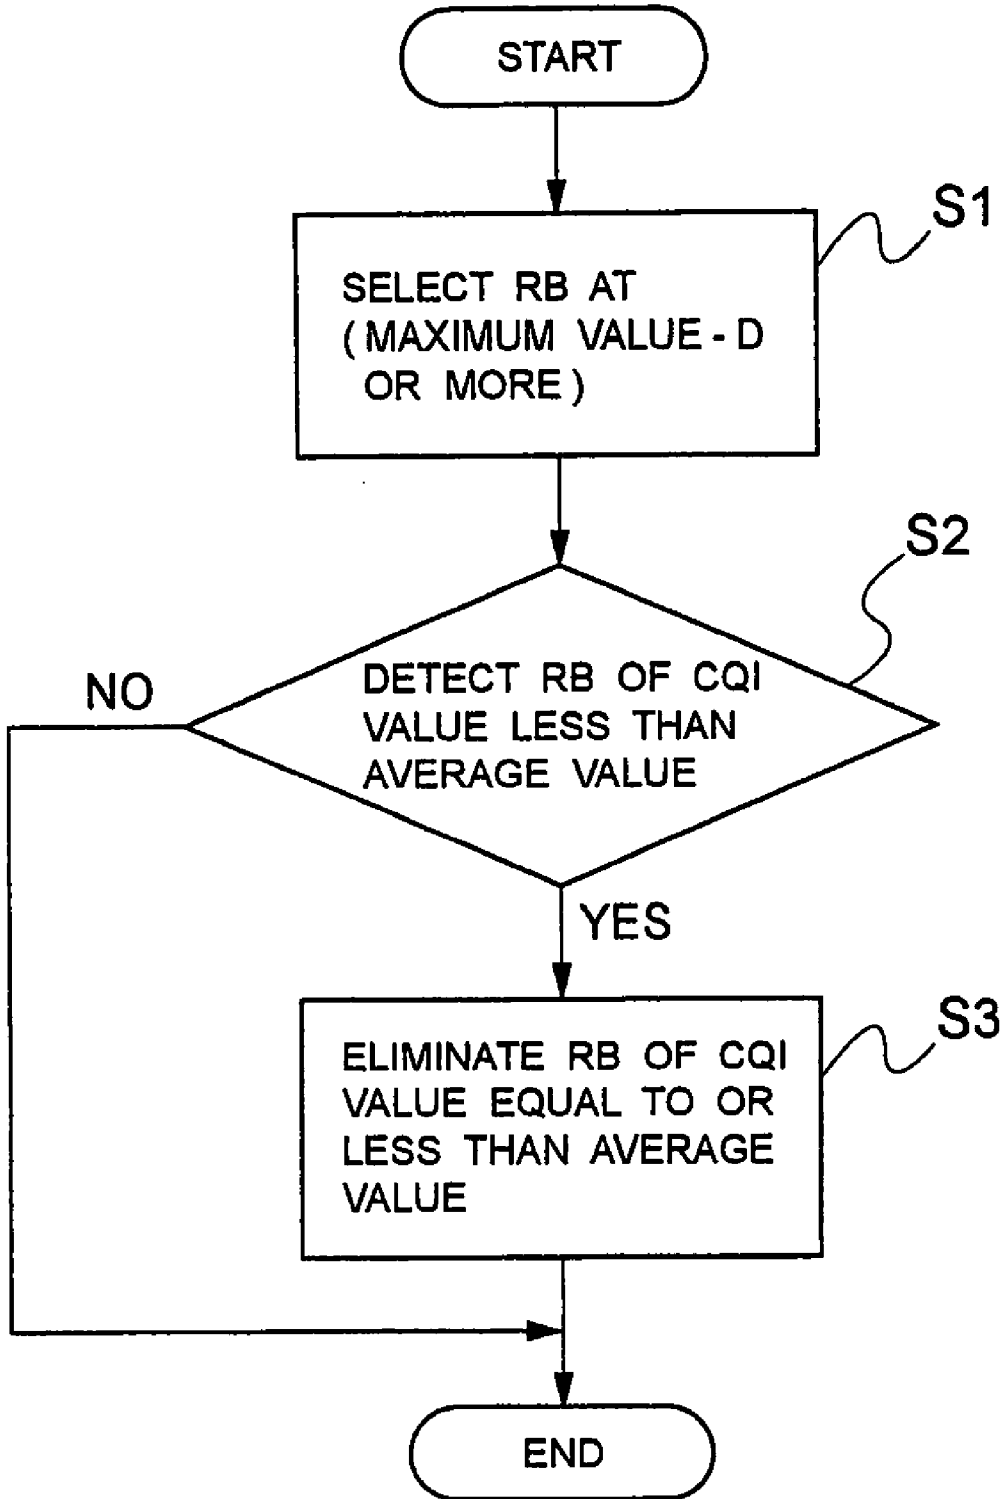 START
S1
SELECT RB AT
(MAXIMUM VALUE-D
OR MORE)
S2
DETECT RB OF CQI
VALUE LESS THAN
AVERAGE VALUE
NO
YES
S3
ELIMINATE RB OF CQI
VALUE EQUAL TO OR
LESS THAN AVERAGE
VALUE
END